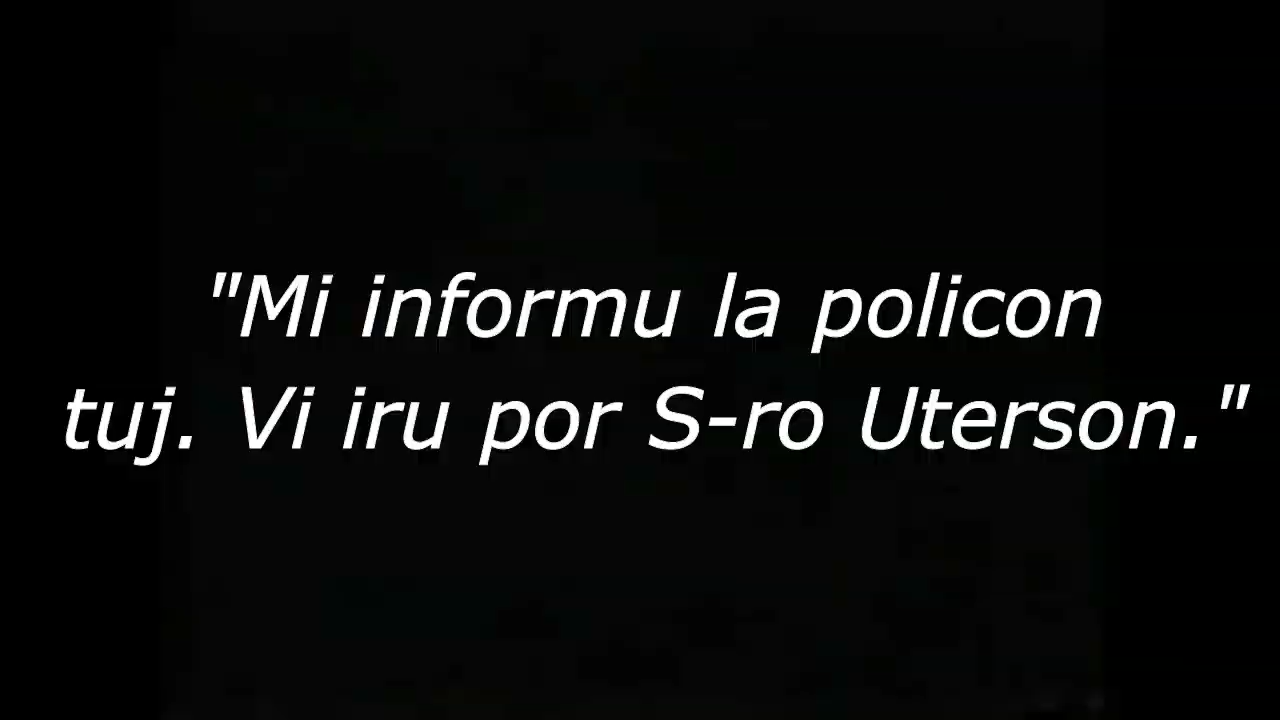 "Mi informu la policon
tuj. Vi iru por S-ro Uterson."